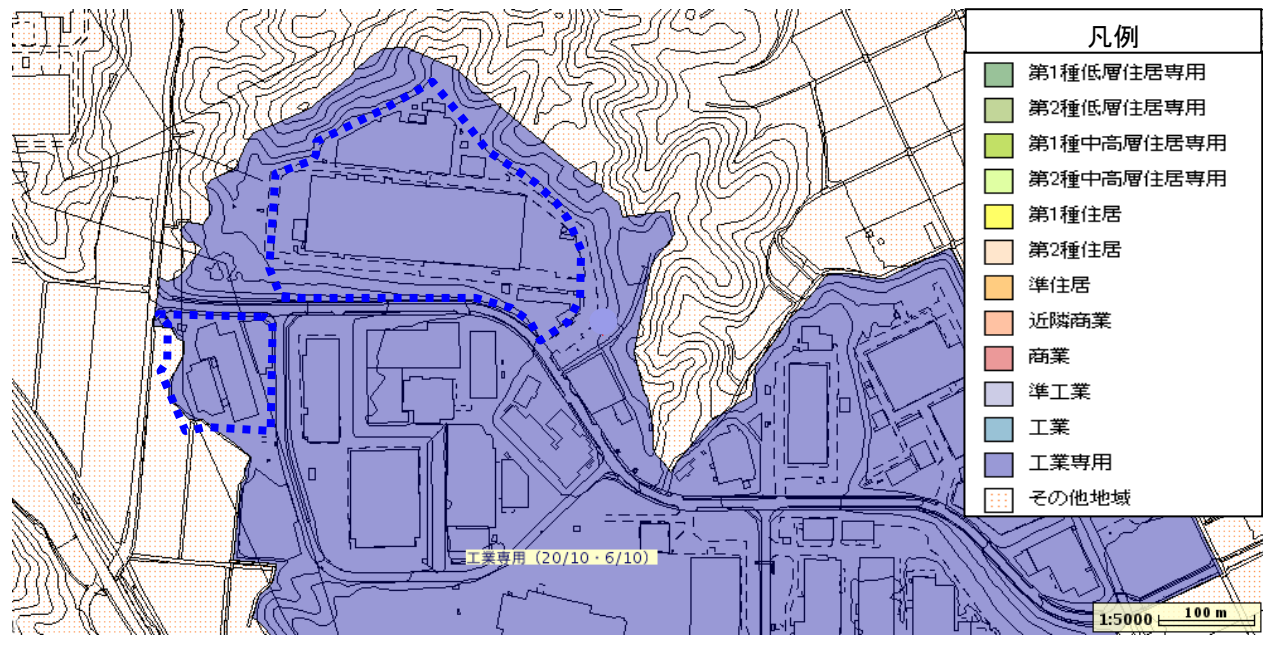 凡例
第1種低層住居専用
第2種低層住居専用
第1種中高層住居専用
第2種中高層住居専用
第1種住居
第2種住居
準住居
近隣商業
商業
準工業
工業
工業専用
その他地域
工業専用（20/10・6/10）
1:5000 100 m